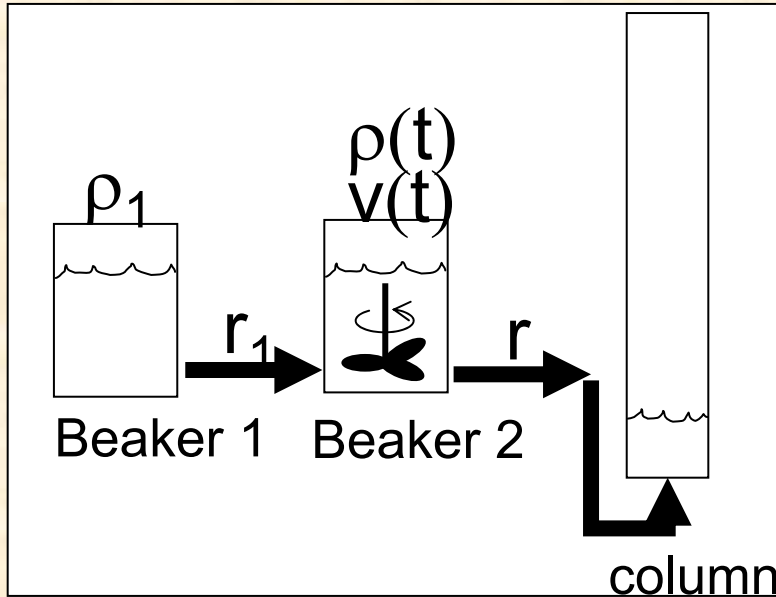 ρ(t)
v(t)
ρ1
r1
r
Beaker 1
Beaker 2
column